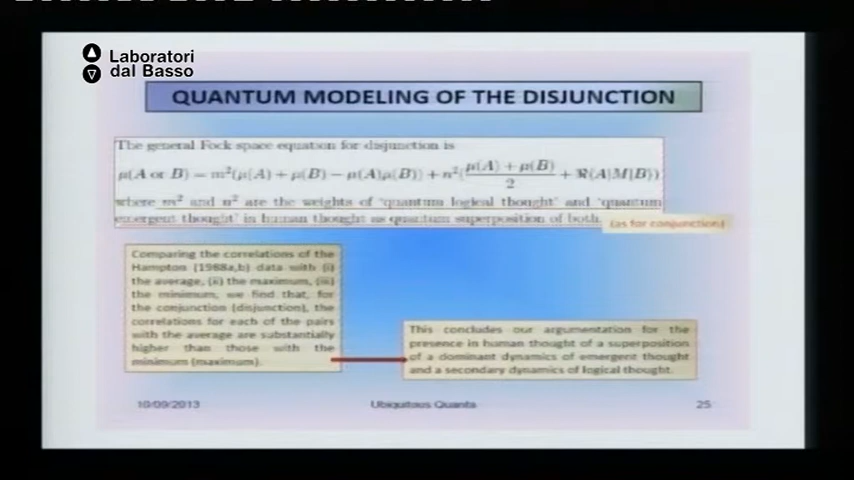 Laboratori
dal Basso
QUANTUM MODELING OF THE DISJUNCTION
The general Fock space equation for disjunction is
μ(A or B) = m²(μ(A) + μ(B) − μ(A)μ(B)) + n²(μ(A) + μ(B) / 2 + ℜ⟨A|M|B⟩)
where m² and n² are the weights of 'quantum logical thought' and 'quantum
emergent thought' in human thought as quantum superposition of both.
(as for conjunction)
Comparing the correlations of the
Hampton (1988a,b) data with (i)
the average, (ii) the maximum, (iii)
the minimum, we find that, for
the conjunction (disjunction), the
correlations for each of the pairs
with the average are substantially
higher than those with the
minimum (maximum).
This concludes our argumentation for the
presence in human thought of a superposition
of a dominant dynamics of emergent thought
and a secondary dynamics of logical thought.
10/09/2013
Ubiquitous Quanta
25